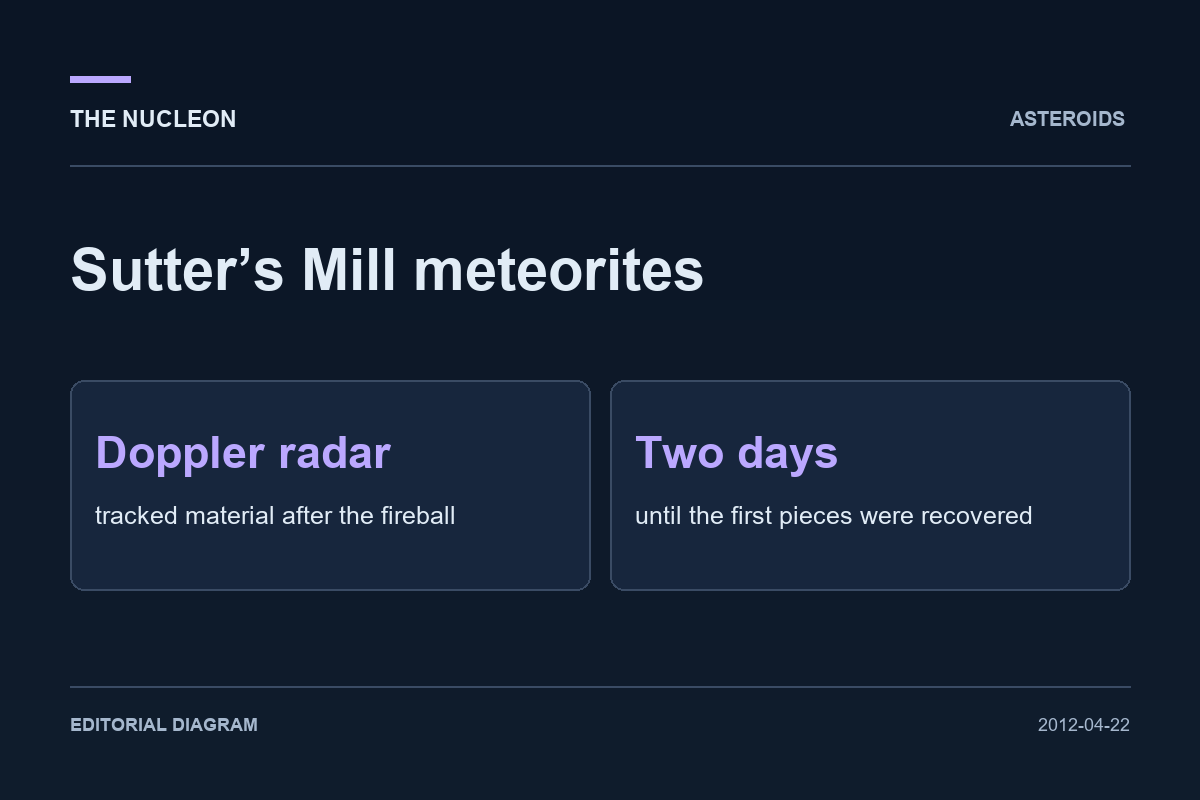 THE NUCLEON
ASTEROIDS
Sutter’s Mill meteorites
Doppler radar
tracked material after the fireball
Two days
until the first pieces were recovered
EDITORIAL DIAGRAM
2012-04-22